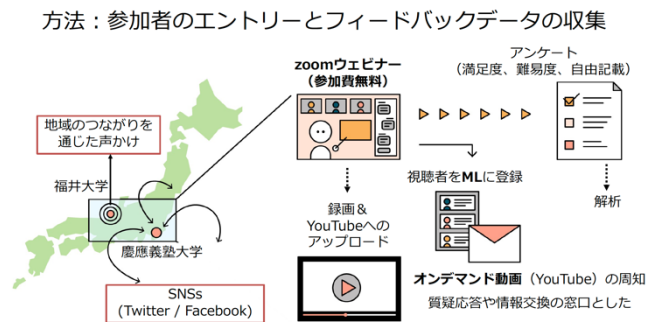 方法：参加者のエントリーとフィードバックデータの収集
地域のつながりを
通じた声かけ
福井大学
慶應義塾大学
SNSs
(Twitter / Facebook)
zoomウェビナー
（参加費無料）
録画＆
YouTubeへの
アップロード
アンケート
（満足度、難易度、自由記載）
解析
視聴者をMLに登録
オンデマンド動画（YouTube）の周知
質疑応答や情報交換の窓口とした